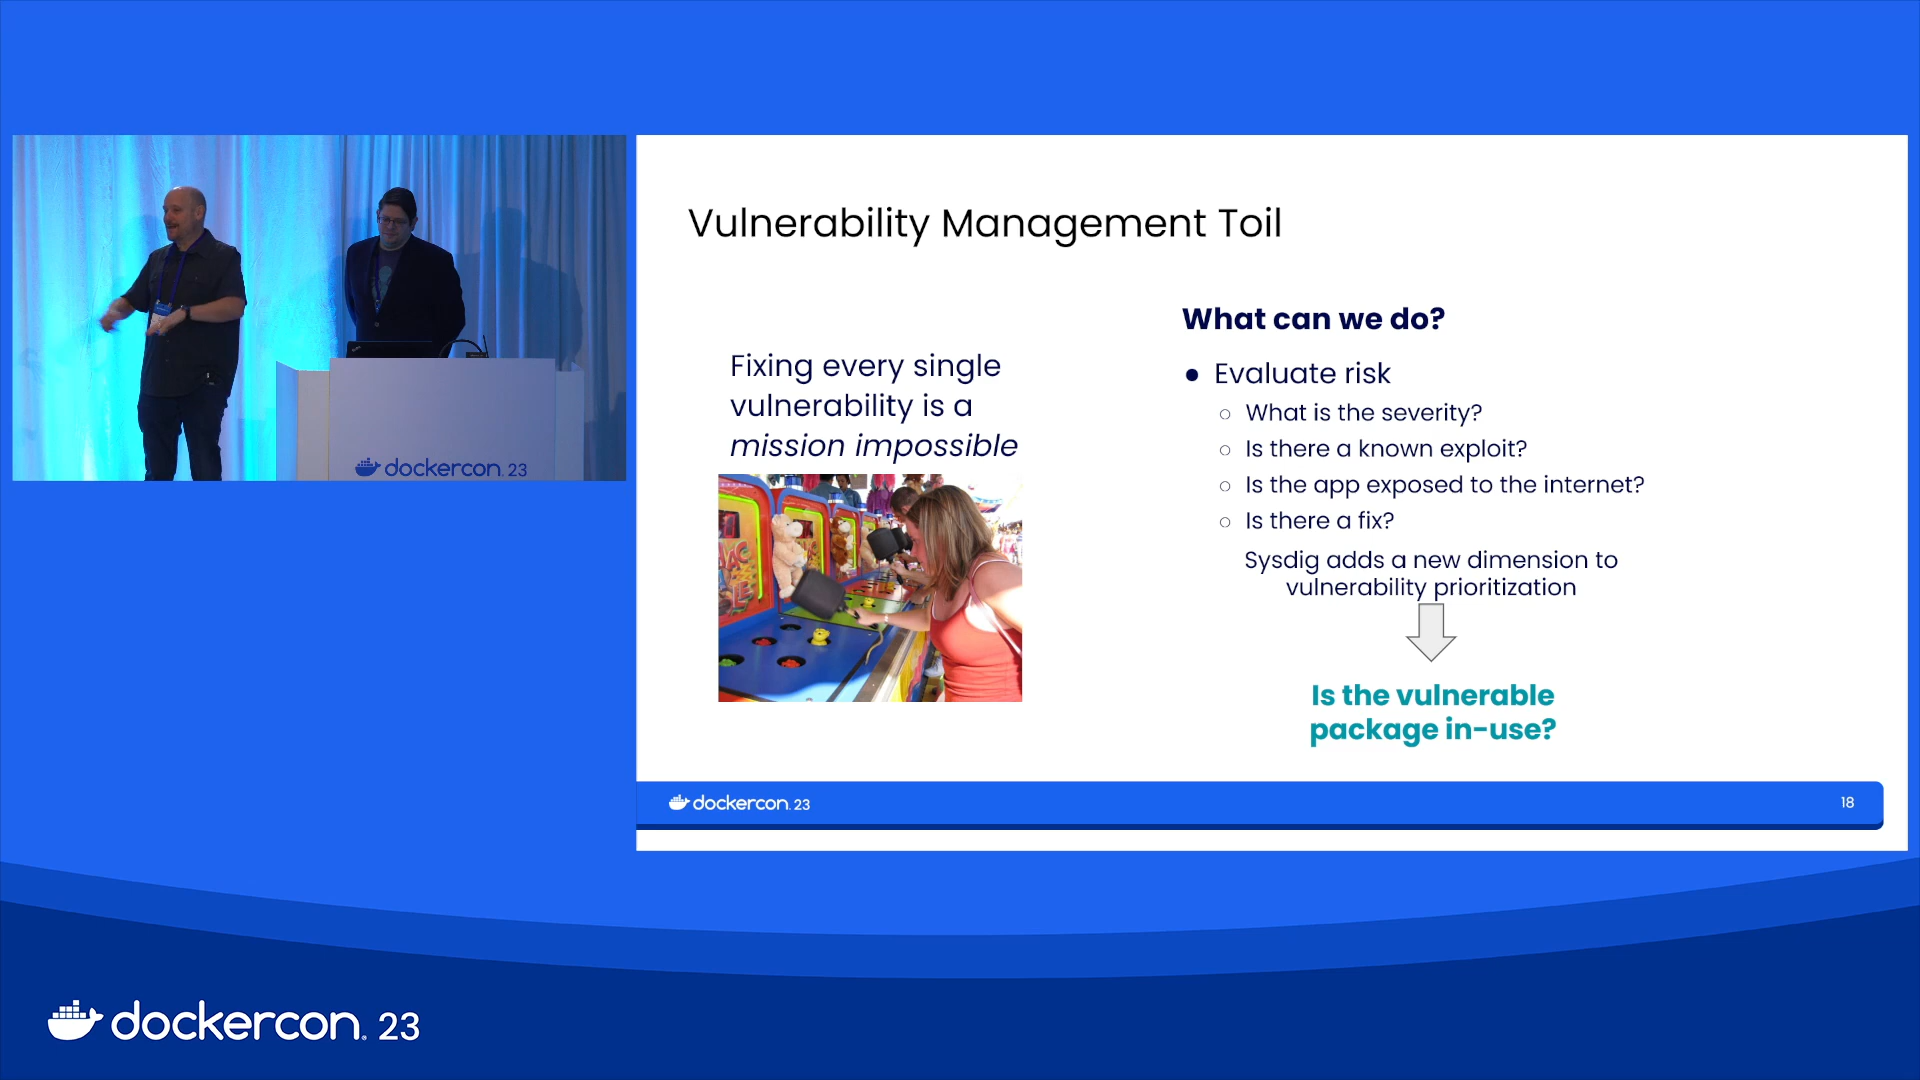 Vulnerability Management Toil
Fixing every single
vulnerability is a
mission impossible
What can we do?
● Evaluate risk
○ What is the severity?
○ Is there a known exploit?
○ Is the app exposed to the internet?
○ Is there a fix?
Sysdig adds a new dimension to
vulnerability prioritization
Is the vulnerable
package in-use?
dockercon. 23
18
dockercon. 23
dockercon. 23